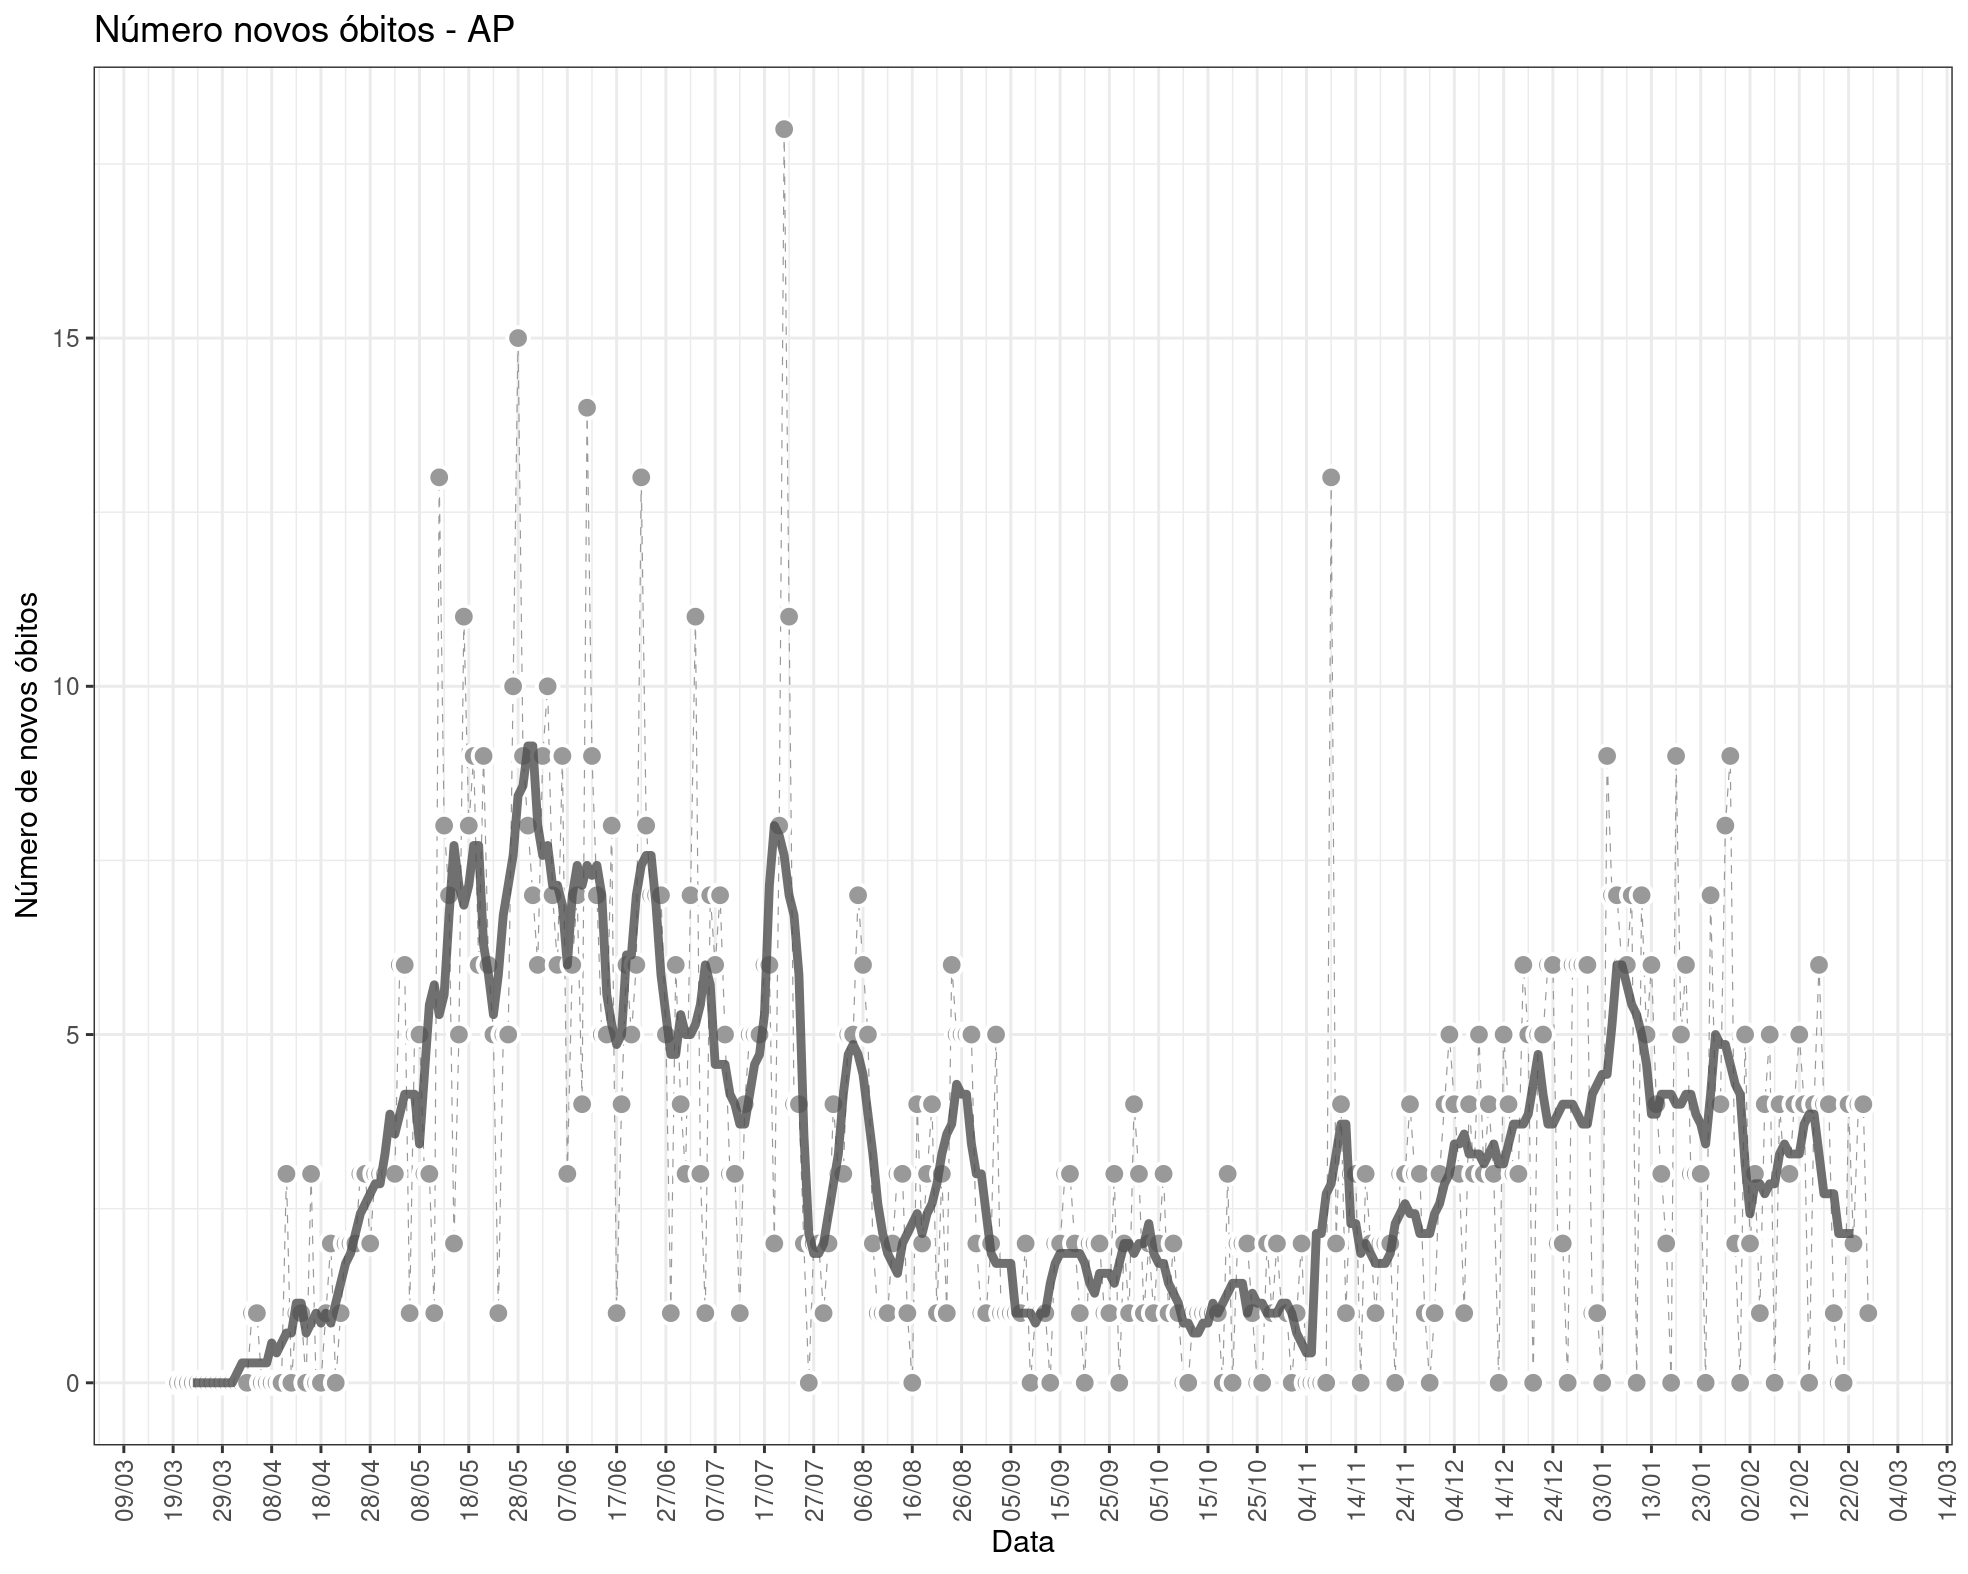 Número novos óbitos - AP
Número de novos óbitos
15
10
5
0
09/03 19/03 29/03 08/04 18/04 28/04 08/05 18/05 28/05 07/06 17/06 27/06 07/07 17/07 27/07 06/08 16/08 26/08 05/09 15/09 25/09 05/10 15/10 25/10 04/11 14/11 24/11 04/12 14/12 24/12 03/01 13/01 23/01 02/02 12/02 22/02 04/03 14/03
Data